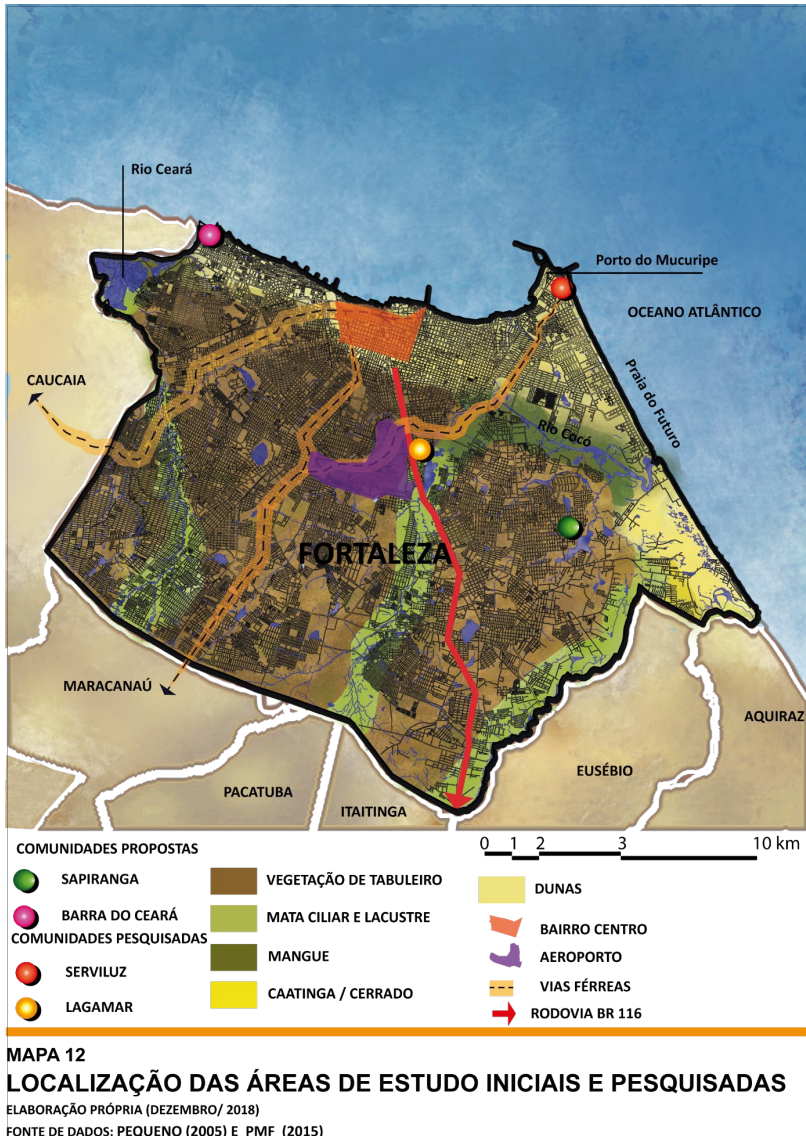 Rio Ceará
Porto do Mucuripe
OCEANO ATLÂNTICO
CAUCAIA
Praia do Futuro
Rio Cocó
FORTALEZA
MARACANAÚ
AQUIRAZ
EUSÉBIO
PACATUBA
ITAITINGA
0 1 2 3 10 km
COMUNIDADES PROPOSTAS
SAPIRANGA
BARRA DO CEARÁ
COMUNIDADES PESQUISADAS
SERVILUZ
LAGAMAR
VEGETAÇÃO DE TABULEIRO
MATA CILIAR E LACUSTRE
MANGUE
CAATINGA / CERRADO
DUNAS
BAIRRO CENTRO
AEROPORTO
VIAS FÉRREAS
RODOVIA BR 116
MAPA 12
LOCALIZAÇÃO DAS ÁREAS DE ESTUDO INICIAIS E PESQUISADAS
ELABORAÇÃO PRÓPRIA (DEZEMBRO/ 2018)
FONTE DE DADOS: PEQUENO (2005) E PMF (2015)